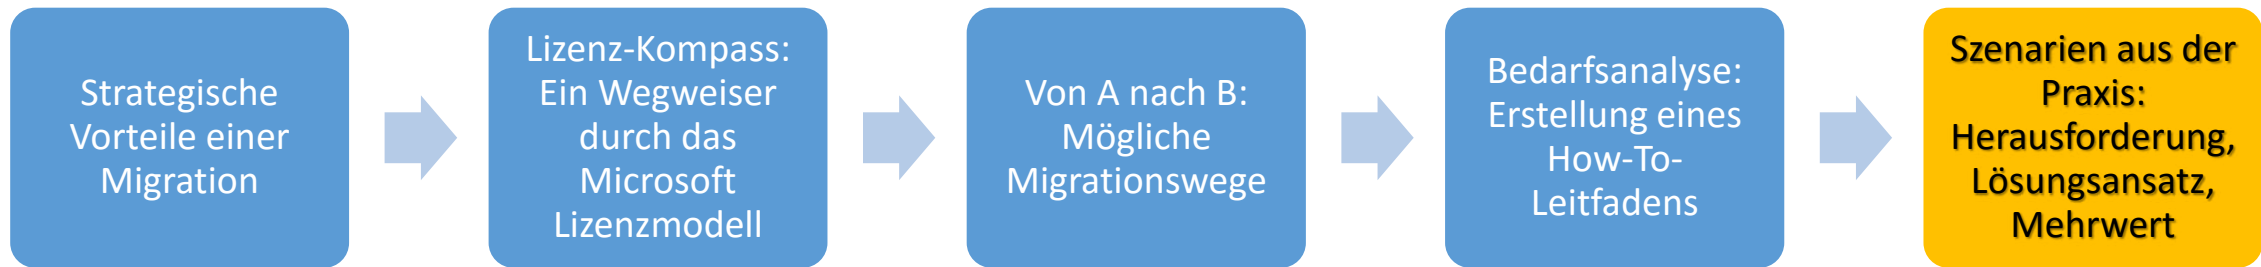 Strategische
Vorteile einer
Migration
Lizenz-Kompass:
Ein Wegweiser
durch das
Microsoft
Lizenzmodell
Von A nach B:
Mögliche
Migrationswege
Bedarfsanalyse:
Erstellung eines
How-To-
Leitfadens
Szenarien aus der
Praxis:
Herausforderung,
Lösungsansatz,
Mehrwert